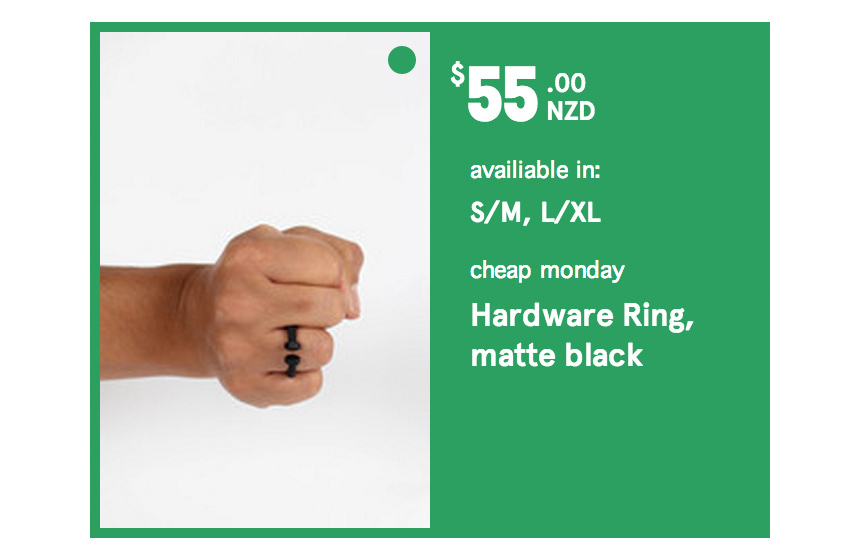 $55.00
NZD
availiable in:
S/M, L/XL
cheap monday
Hardware Ring,
matte black